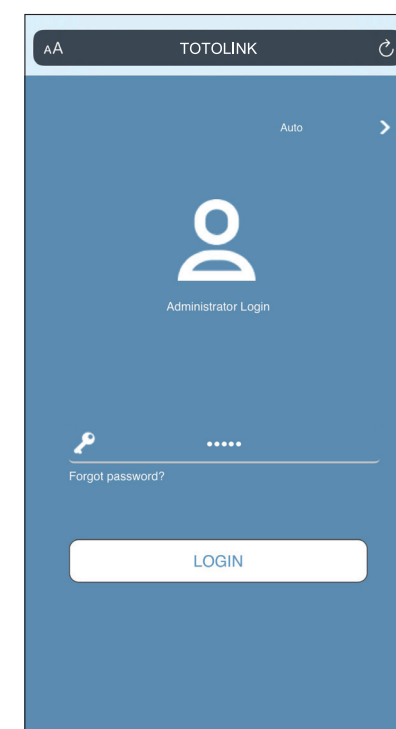 AA TOTOLINK
Auto
Administrator Login
•••••
Forgot password?
LOGIN